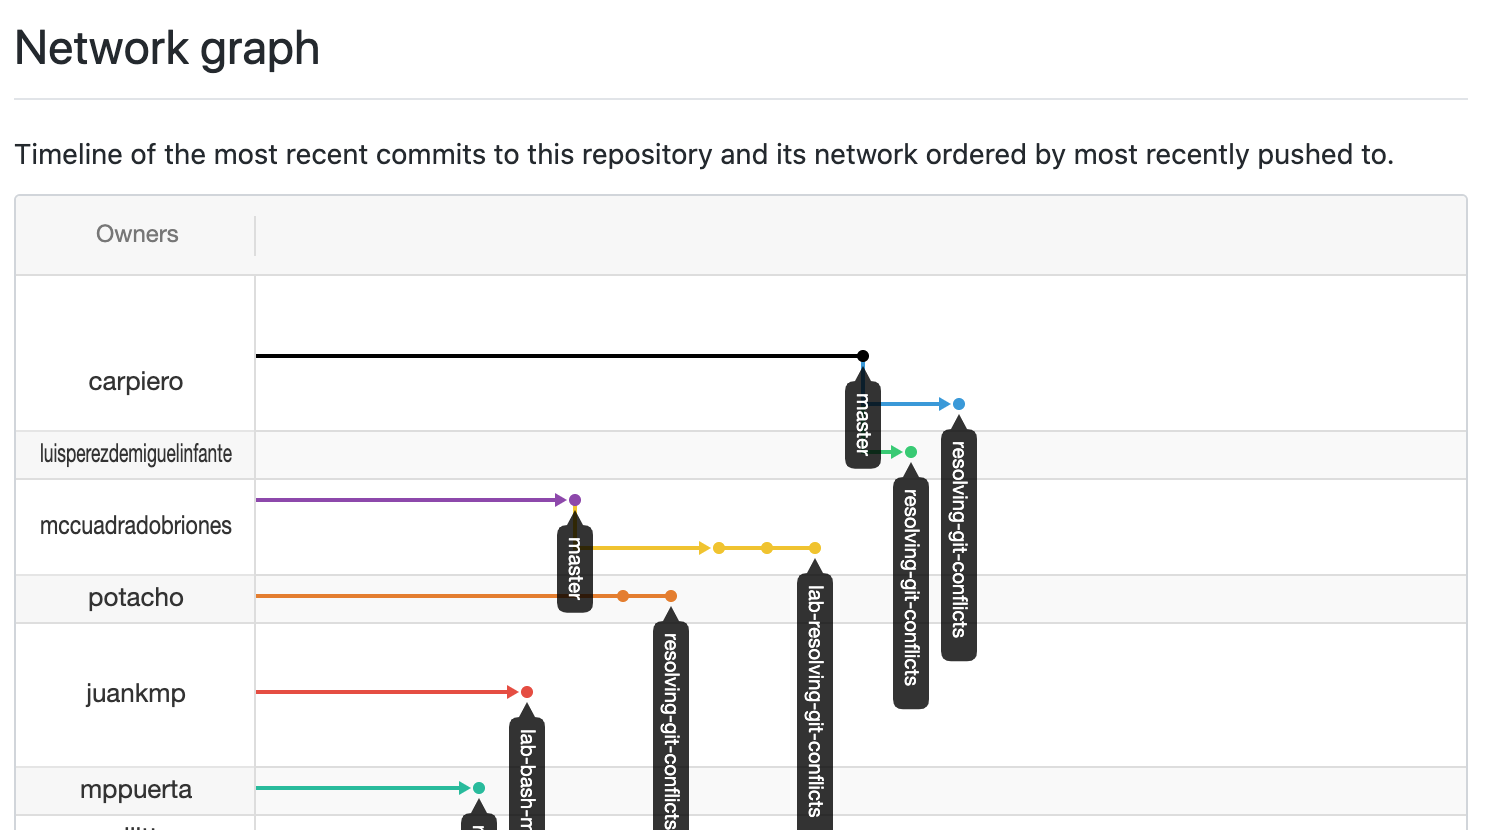 Network graph
Timeline of the most recent commits to this repository and its network ordered by most recently pushed to.
Owners
carpiero
master
luisperezdemiguelinfante
resolving-git-conflicts
resolving-git-conflicts
mccuadradobriones
master
lab-resolving-git-conflicts
potacho
resolving-git-conflicts
juankmp
lab-bash-m
mppuerta